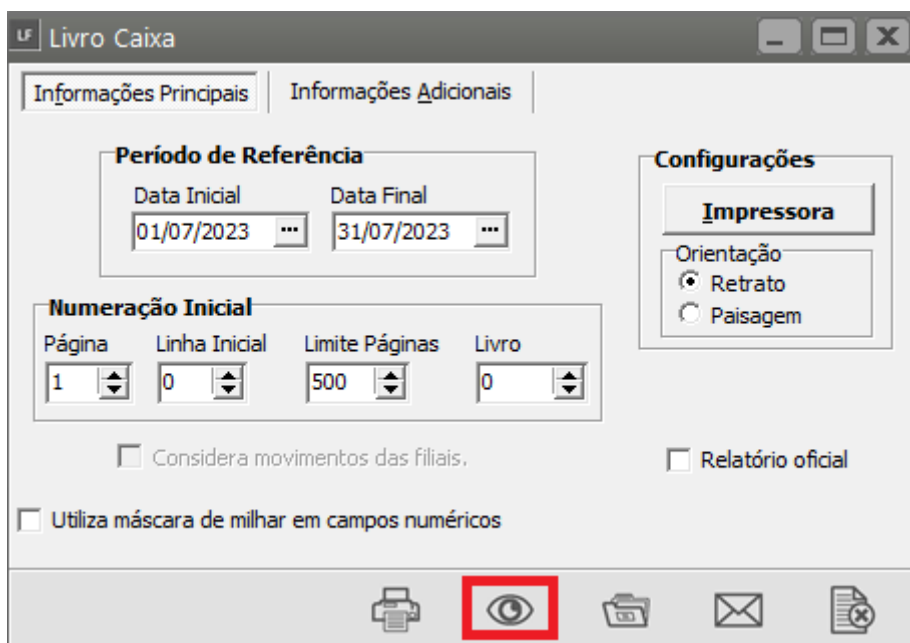 LF Livro Caixa
Informações Principais
Informações Adicionais
Período de Referência
Data Inicial
Data Final
01/07/2023 ...
31/07/2023 ...
Configurações
Impressora
Orientação
Retrato
Paisagem
Numeração Inicial
Página
Linha Inicial
Limite Páginas
Livro
1
0
500
0
Considera movimentos das filiais.
Relatório oficial
Utiliza máscara de milhar em campos numéricos